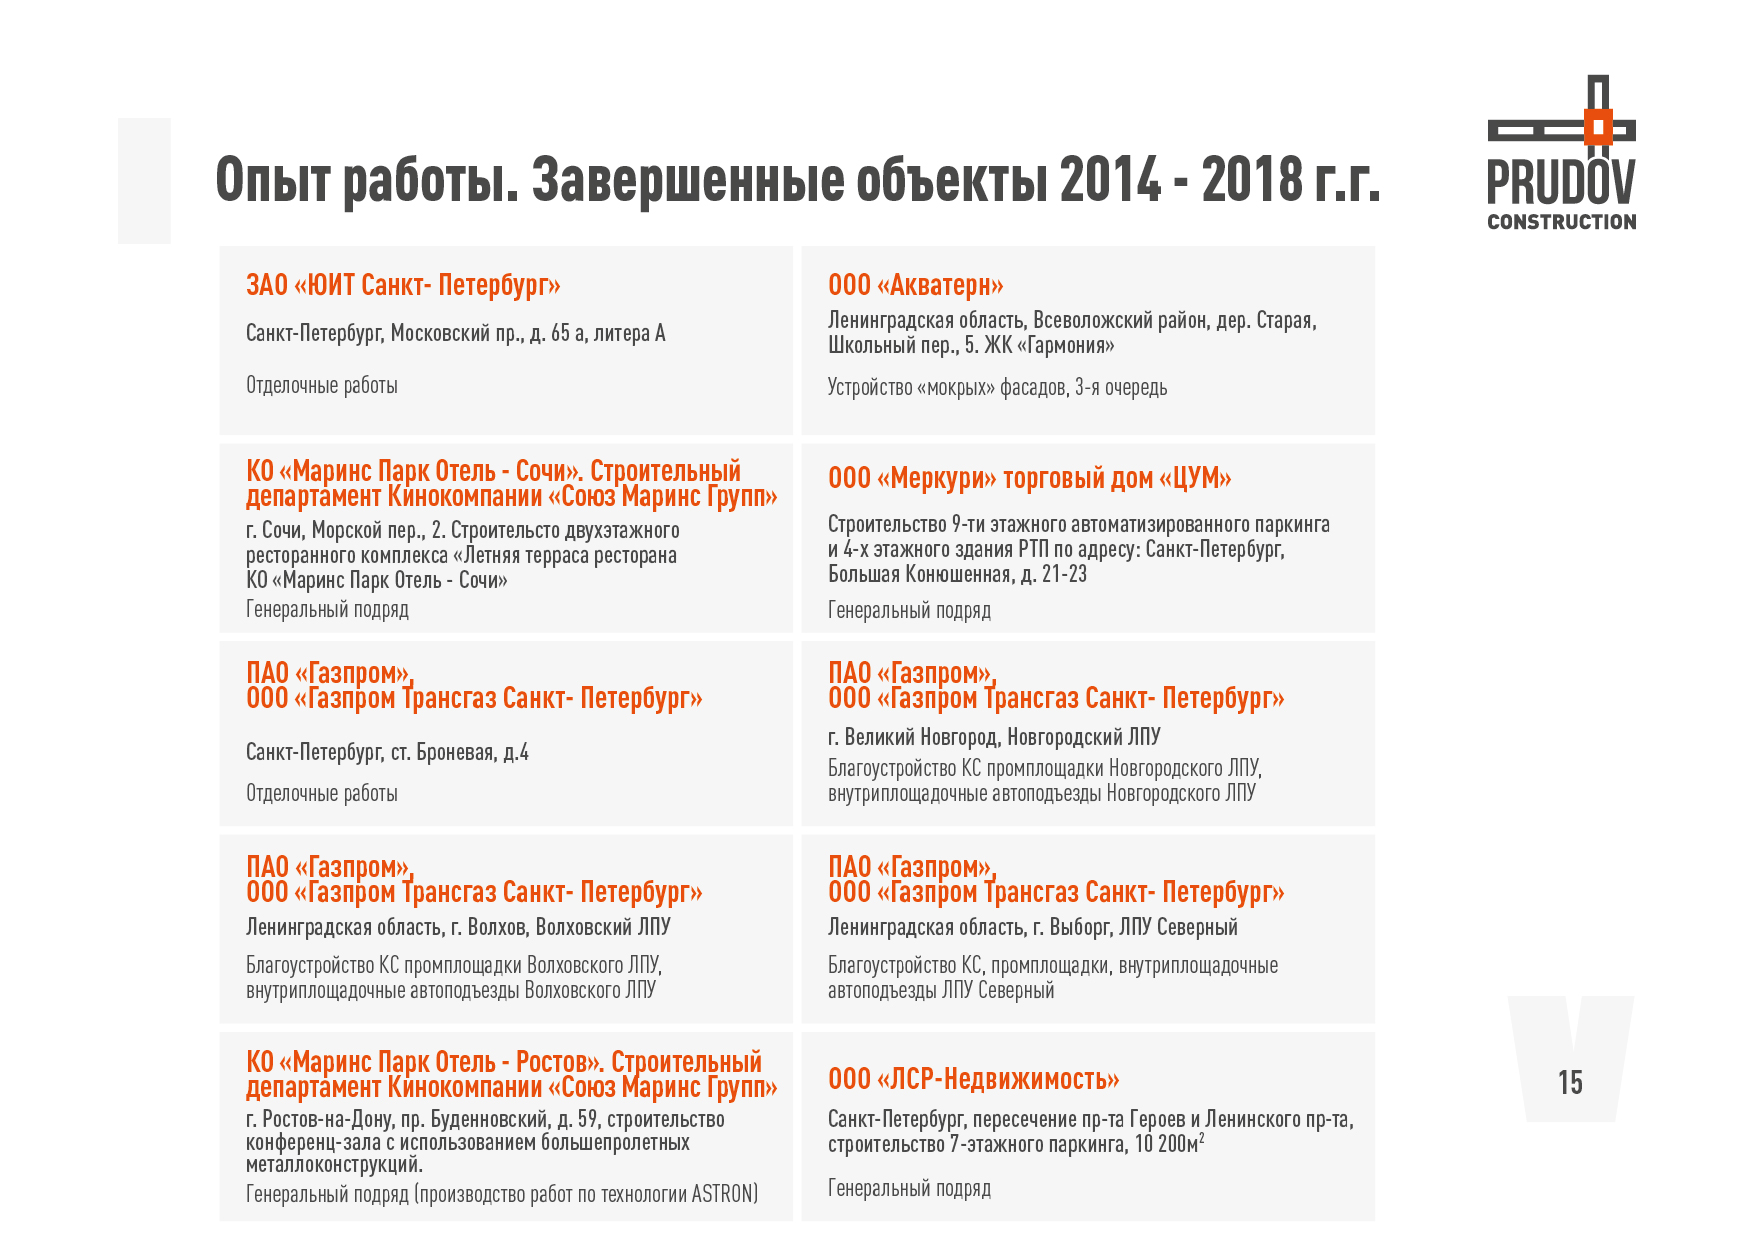 Опыт работы. Завершенные объекты 2014 - 2018 г.г.
PRUDOV
CONSTRUCTION
ЗАО «ЮИТ Санкт- Петербург»
Санкт-Петербург, Московский пр., д. 65 а, литера А
Отделочные работы
ООО «Акватерн»
Ленинградская область, Всеволожский район, дер. Старая,
Школьный пер., 5. ЖК «Гармония»
Устройство «мокрых» фасадов, 3-я очередь
КО «Маринс Парк Отель - Сочи». Строительный
департамент Кинокомпании «Союз Маринс Групп»
г. Сочи, Морской пер., 2. Строительсто двухэтажного
ресторанного комплекса «Летняя терраса ресторана
КО «Маринс Парк Отель - Сочи»
Генеральный подряд
ООО «Меркури» торговый дом «ЦУМ»
Строительство 9-ти этажного автоматизированного паркинга
и 4-х этажного здания РТП по адресу: Санкт-Петербург,
Большая Конюшенная, д. 21-23
Генеральный подряд
ПАО «Газпром»,
ООО «Газпром Трансгаз Санкт- Петербург»
Санкт-Петербург, ст. Броневая, д.4
Отделочные работы
ПАО «Газпром»,
ООО «Газпром Трансгаз Санкт- Петербург»
г. Великий Новгород, Новгородский ЛПУ
Благоустройство КС промплощадки Новгородского ЛПУ,
внутриплощадочные автоподъезды Новгородского ЛПУ
ПАО «Газпром»,
ООО «Газпром Трансгаз Санкт- Петербург»
Ленинградская область, г. Волхов, Волховский ЛПУ
Благоустройство КС промплощадки Волховского ЛПУ,
внутриплощадочные автоподъезды Волховского ЛПУ
ПАО «Газпром»,
ООО «Газпром Трансгаз Санкт- Петербург»
Ленинградская область, г. Выборг, ЛПУ Северный
Благоустройство КС, промплощадки, внутриплощадочные
автоподъезды ЛПУ Северный
КО «Маринс Парк Отель - Ростов». Строительный
департамент Кинокомпании «Союз Маринс Групп»
г. Ростов-на-Дону, пр. Буденновский, д. 59, строительство
конференц-зала с использованием большепролетных
металлоконструкций.
Генеральный подряд (производство работ по технологии ASTRON)
ООО «ЛСР-Недвижимость»
Санкт-Петербург, пересечение пр-та Героев и Ленинского пр-та,
строительство 7-этажного паркинга, 10 200м²
Генеральный подряд
15